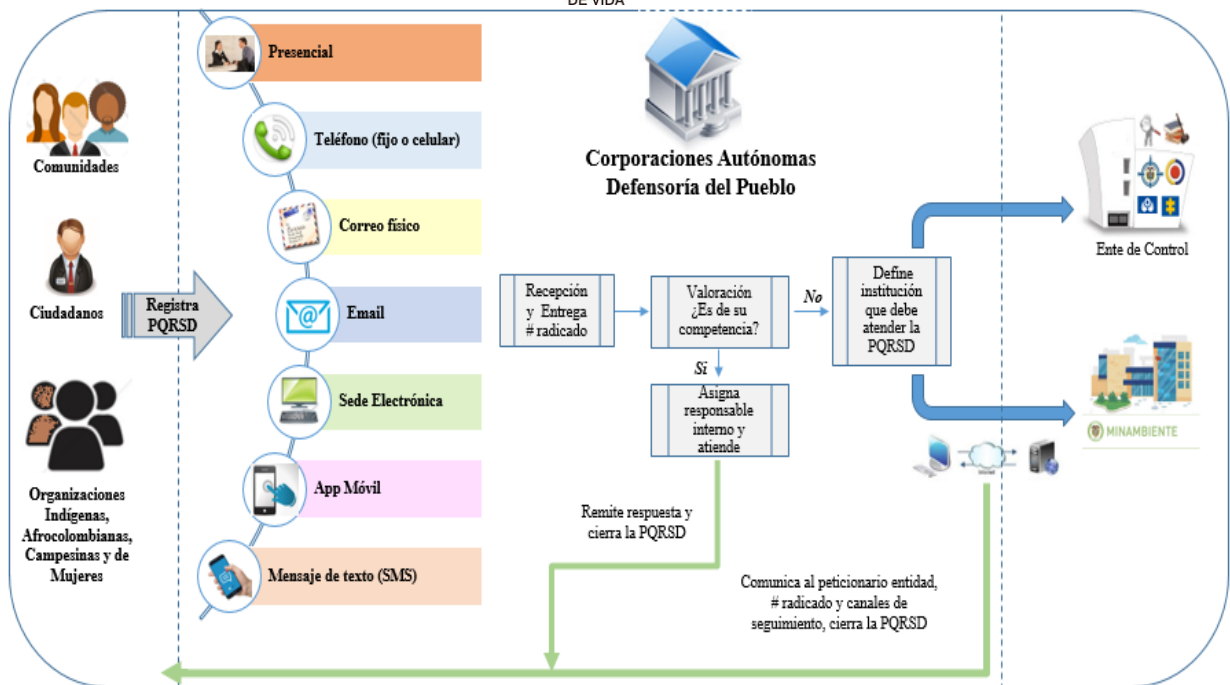 DE VIDA
Comunidades
Ciudadanos
Organizaciones
Indígenas,
Afrocolombianas,
Campesinas y de
Mujeres
Registra
PQRSD
Presencial
Teléfono (fijo o celular)
Correo físico
Email
Sede Electrónica
App Móvil
Mensaje de texto (SMS)
Corporaciones Autónomas
Defensoría del Pueblo
Recepción
y Entrega
# radicado
Valoración
¿Es de su
competencia?
No
Define
institución
que debe
atender la
PQRSD
Si
Asigna
responsable
interno y
atiende
Remite respuesta y
cierra la PQRSD
Comunica al peticionario entidad,
# radicado y canales de
seguimiento, cierra la PQRSD
Ente de Control
MINAMBIENTE
Internet